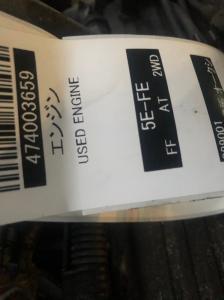 474003659
エンジン
USED ENGINE
5E-FE
AT 2WD
FF